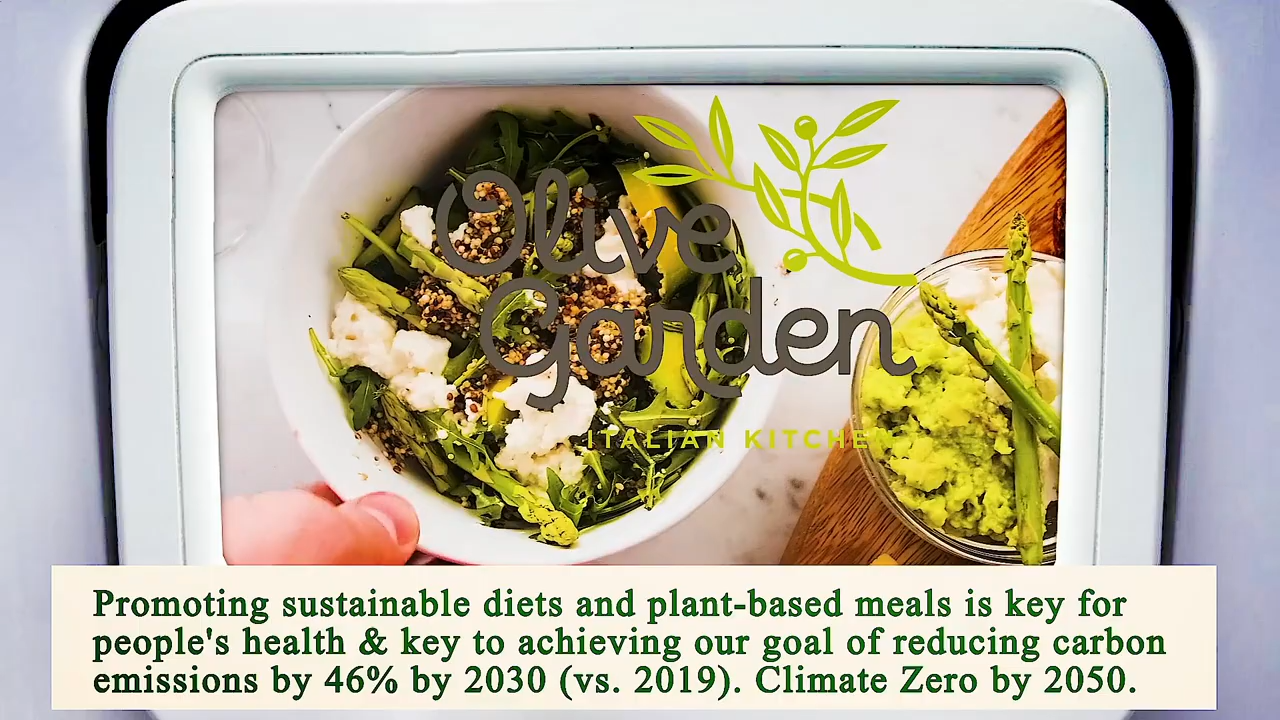 Olive
Garden
ITALIAN KITCHEN
Promoting sustainable diets and plant-based meals is key for
people's health & key to achieving our goal of reducing carbon
emissions by 46% by 2030 (vs. 2019). Climate Zero by 2050.